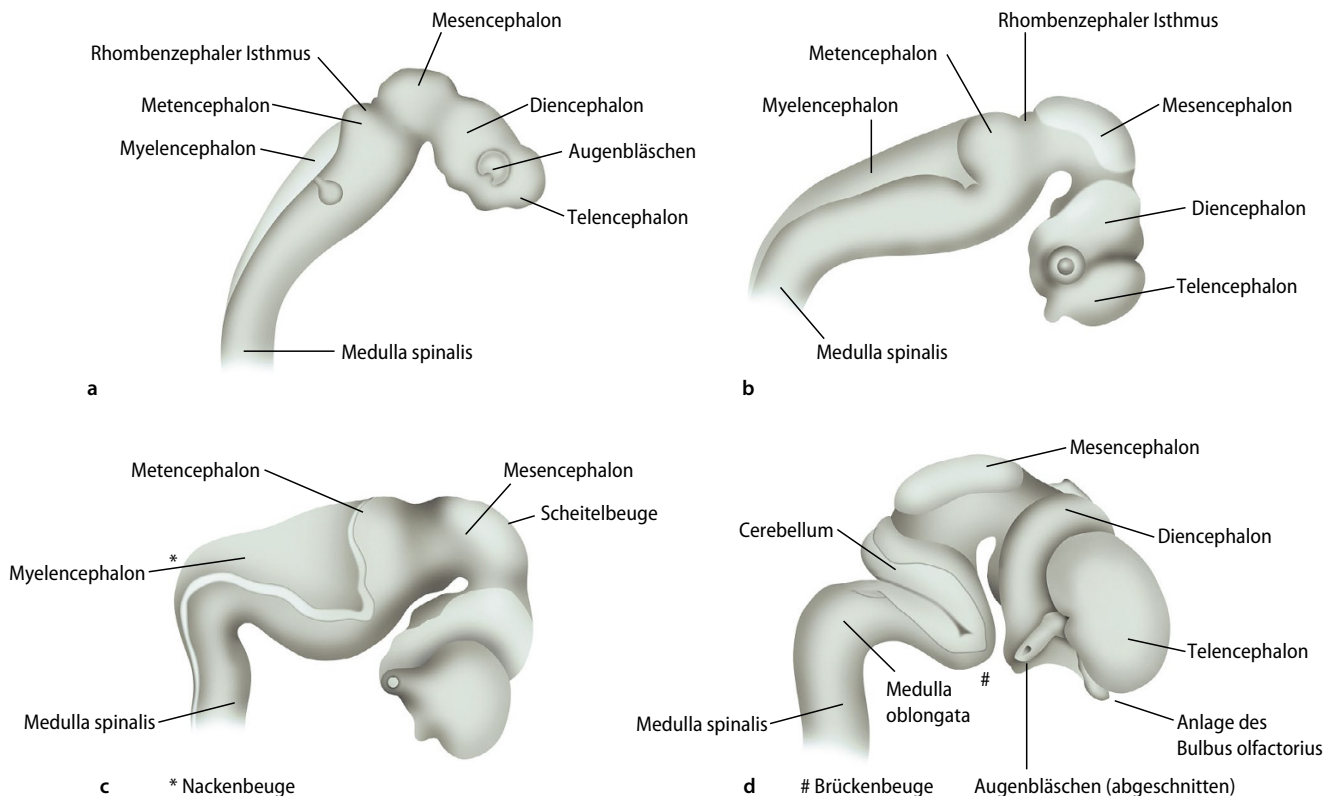 Mesencephalon
Rhombenzephaler Isthmus
Metencephalon
Diencephalon
Myelencephalon
Augenbläschen
Telencephalon
Medulla spinalis
a
Rhombenzephaler Isthmus
Metencephalon
Myelencephalon
Mesencephalon
Diencephalon
Telencephalon
Medulla spinalis
b
Metencephalon
Mesencephalon
Scheitelbeuge
*
Myelencephalon
Medulla spinalis
c
* Nackenbeuge
Mesencephalon
Cerebellum
Diencephalon
Telencephalon
#
Medulla
oblongata
Medulla spinalis
Anlage des
Bulbus olfactorius
d
# Brückenbeuge
Augenbläschen (abgeschnitten)